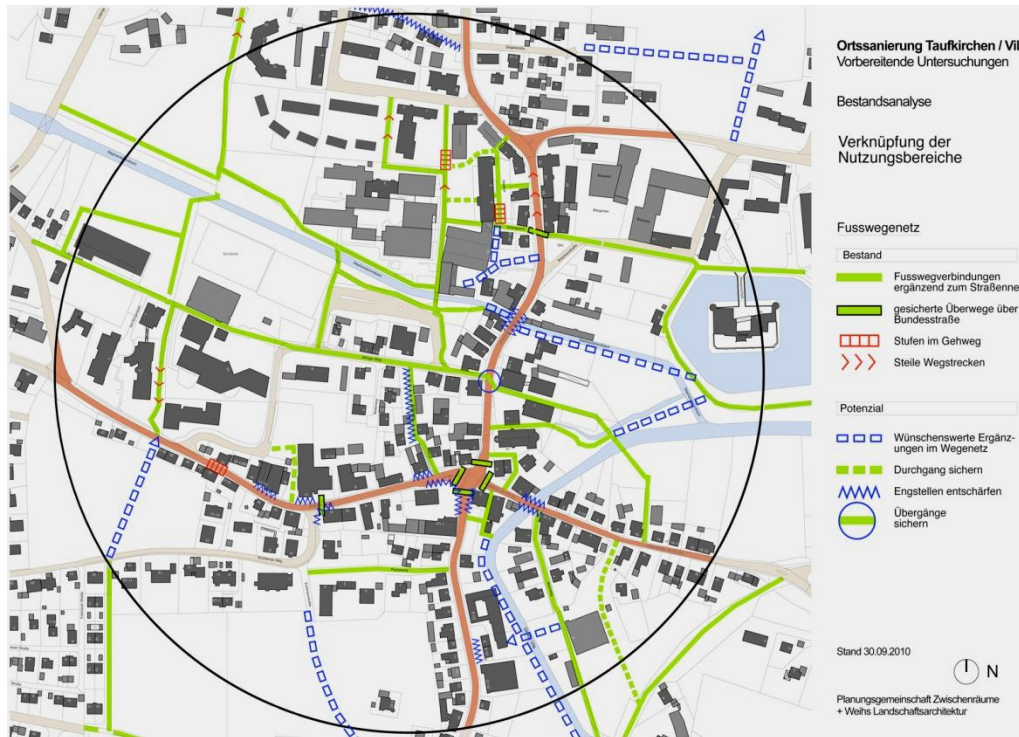 Ortssanierung Taufkirchen / Vil
Vorbereitende Untersuchungen
Bestandsanalyse
Verknüpfung der
Nutzungsbereiche
Fusswegenetz
Bestand
Fusswegverbindungen
ergänzend zum Straßenne
gesicherte Überwege über
Bundesstraße
Stufen im Gehweg
Steile Wegstrecken
Potenzial
Wünschenswerte Ergänz-
ungen im Wegenetz
Durchgang sichern
Engstellen entschärfen
Übergänge
sichern
Stand 30.09.2010
N
Planungsgemeinschaft Zwischenräume
+ Weihs Landschaftsarchitektur